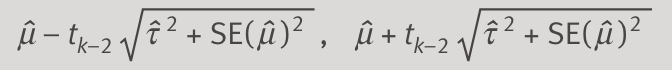 μ̂ − t_{k−2} √(τ̂² + SE(μ̂)²) , μ̂ + t_{k−2} √(τ̂² + SE(μ̂)²)